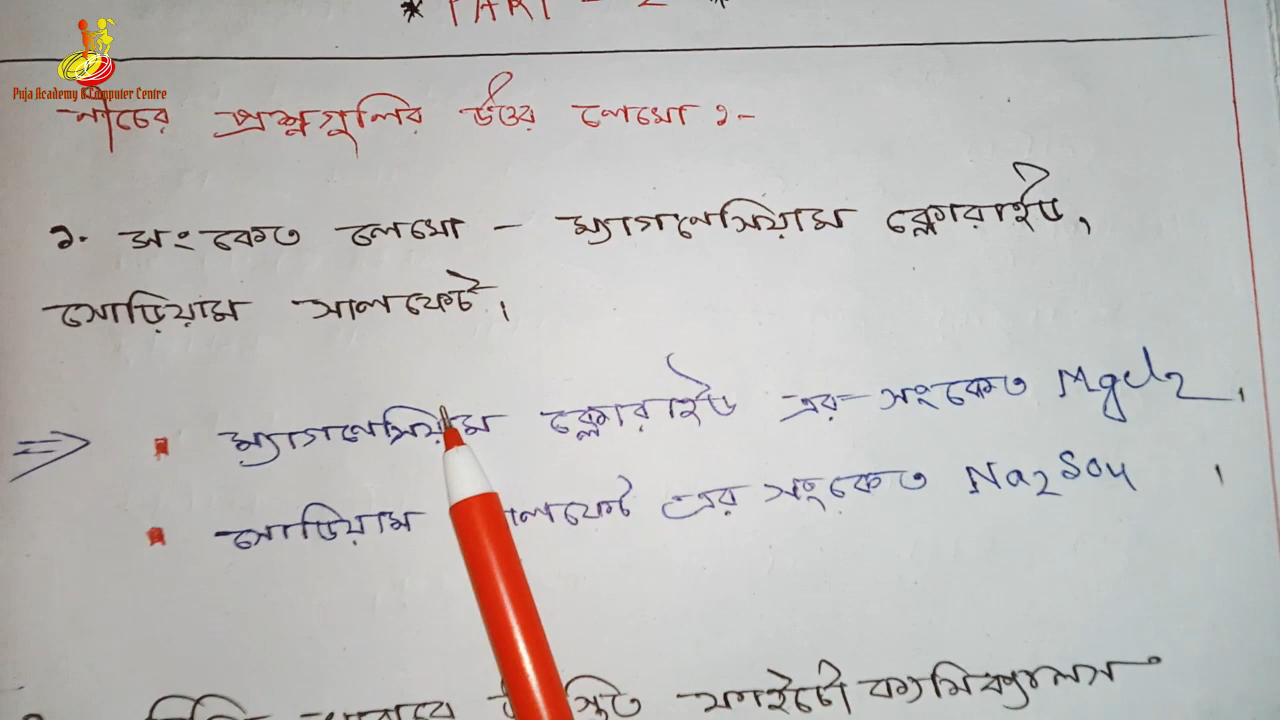 * PART - 2 *
Puja Academy & Computer Centre
নীচের প্রশ্নগুলির উত্তর লেখো :-
১. সংকেত লেখো - ম্যাগনেসিয়াম ক্লোরাইড,
সোডিয়াম সালফেট।
⇒ ▪ ম্যাগনেসিয়াম ক্লোরাইড এর সংকেত MgCl2 ।
▪ সোডিয়াম সালফেট এর সংকেত Na2SO4 ।